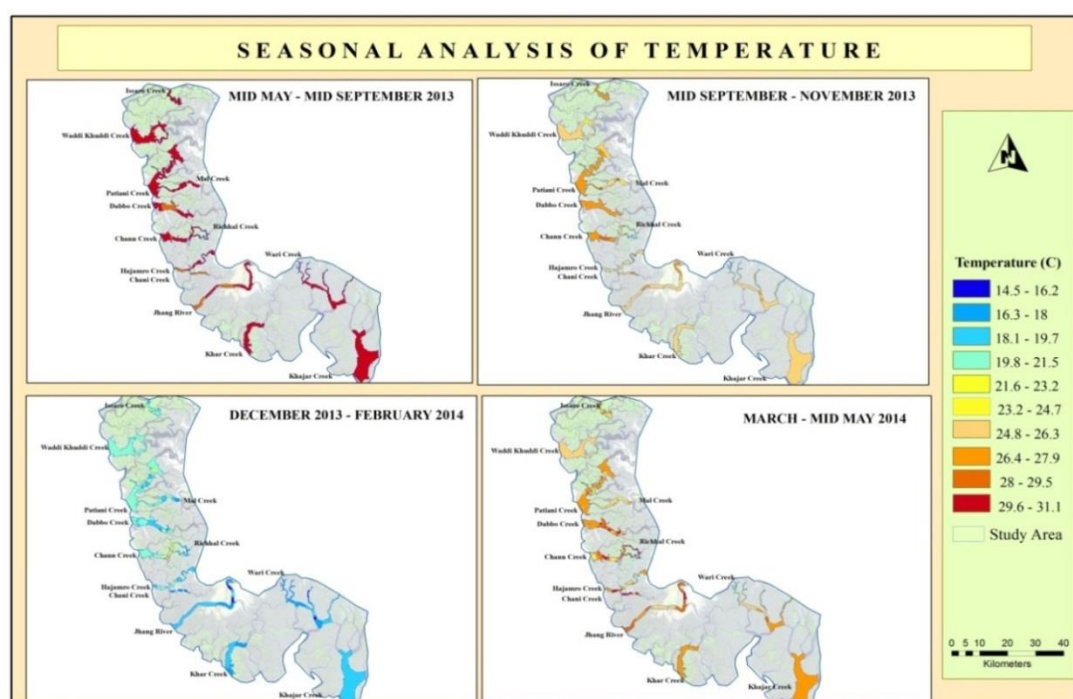 SEASONAL ANALYSIS OF TEMPERATURE
MID MAY - MID SEPTEMBER 2013
Issaro Creek
Waddi Khuddi Creek
Mal Creek
Patiani Creek
Dabbo Creek
Richhal Creek
Chann Creek
Wari Creek
Hajamro Creek
Chani Creek
Jhang River
Khar Creek
Khajar Creek
MID SEPTEMBER - NOVEMBER 2013
Issaro Creek
Waddi Khuddi Creek
Mal Creek
Patiani Creek
Dabbo Creek
Richhal Creek
Chann Creek
Wari Creek
Hajamro Creek
Chani Creek
Jhang River
Khar Creek
Khajar Creek
DECEMBER 2013 - FEBRUARY 2014
Issaro Creek
Waddi Khuddi Creek
Mal Creek
Patiani Creek
Dabbo Creek
Richhal Creek
Chann Creek
Wari Creek
Hajamro Creek
Chani Creek
Jhang River
Khar Creek
Khajar Creek
MARCH - MID MAY 2014
Issaro Creek
Waddi Khuddi Creek
Mal Creek
Patiani Creek
Dabbo Creek
Richhal Creek
Chann Creek
Wari Creek
Hajamro Creek
Chani Creek
Jhang River
Khar Creek
Khajar Creek
N
Temperature (C)
14.5 - 16.2
16.3 - 18
18.1 - 19.7
19.8 - 21.5
21.6 - 23.2
23.2 - 24.7
24.8 - 26.3
26.4 - 27.9
28 - 29.5
29.6 - 31.1
Study Area
0 5 10 20 30 40
Kilometers